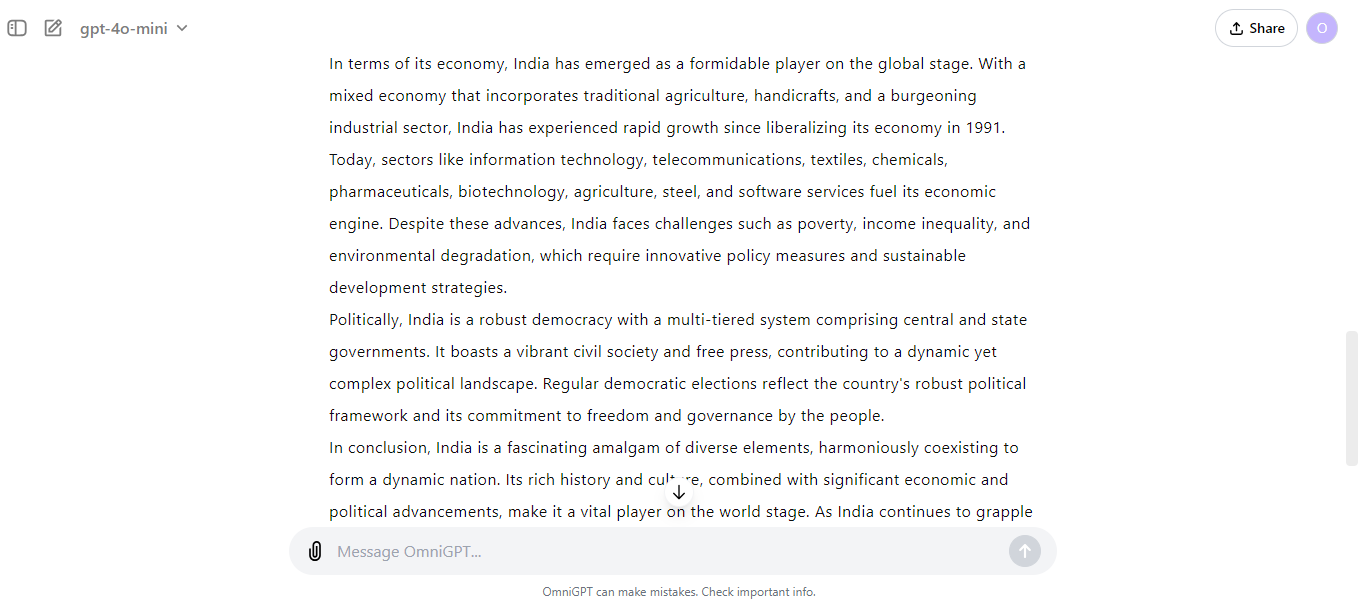 gpt-4o-mini
Share
O
In terms of its economy, India has emerged as a formidable player on the global stage. With a
mixed economy that incorporates traditional agriculture, handicrafts, and a burgeoning
industrial sector, India has experienced rapid growth since liberalizing its economy in 1991.
Today, sectors like information technology, telecommunications, textiles, chemicals,
pharmaceuticals, biotechnology, agriculture, steel, and software services fuel its economic
engine. Despite these advances, India faces challenges such as poverty, income inequality, and
environmental degradation, which require innovative policy measures and sustainable
development strategies.
Politically, India is a robust democracy with a multi-tiered system comprising central and state
governments. It boasts a vibrant civil society and free press, contributing to a dynamic yet
complex political landscape. Regular democratic elections reflect the country's robust political
framework and its commitment to freedom and governance by the people.
In conclusion, India is a fascinating amalgam of diverse elements, harmoniously coexisting to
form a dynamic nation. Its rich history and culture, combined with significant economic and
political advancements, make it a vital player on the world stage. As India continues to grapple
Message OmniGPT...
OmniGPT can make mistakes. Check important info.